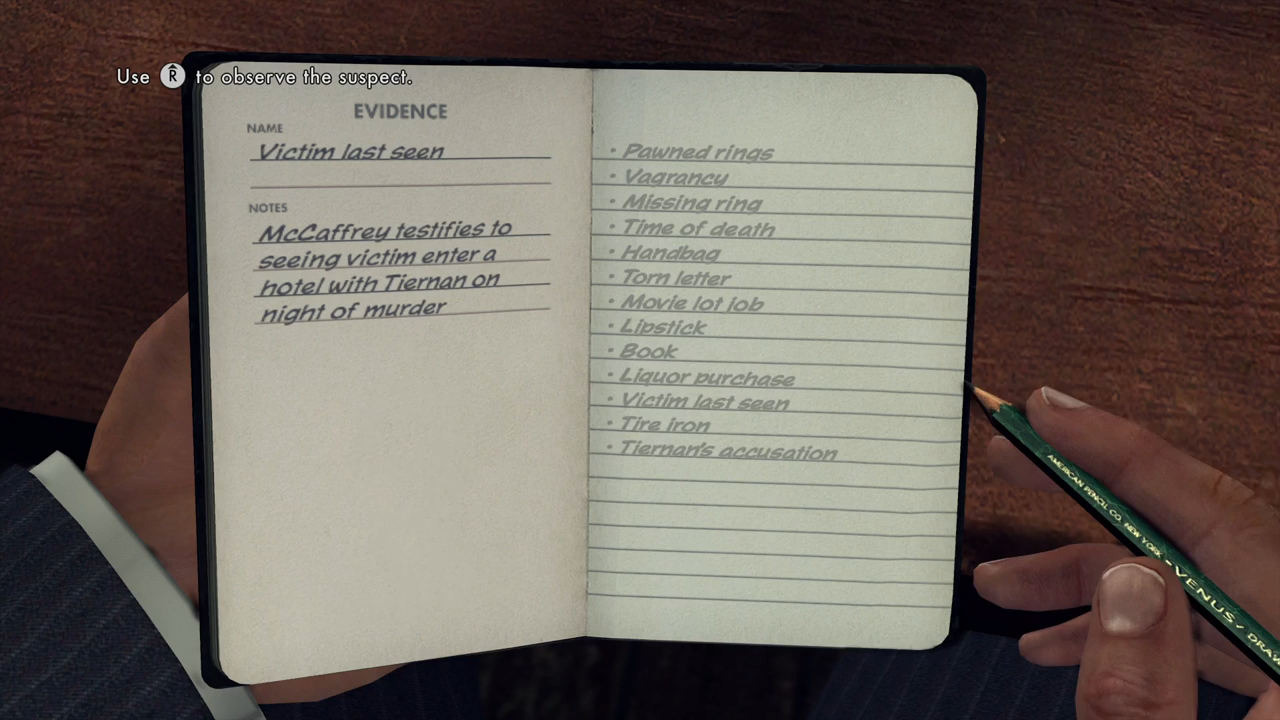 Use R to observe the suspect.
EVIDENCE
NAME
Victim last seen
NOTES
McCaffrey testifies to
seeing victim enter a
hotel with Tiernan on
night of murder
• Pawned rings
• Vagrancy
• Missing ring
• Time of death
• Handbag
• Torn letter
• Movie lot job
• Lipstick
• Book
• Liquor purchase
• Victim last seen
• Tire iron
• Tiernan's accusation
AMERICAN PENCIL CO. NEW YORK VENUS/ DRAW